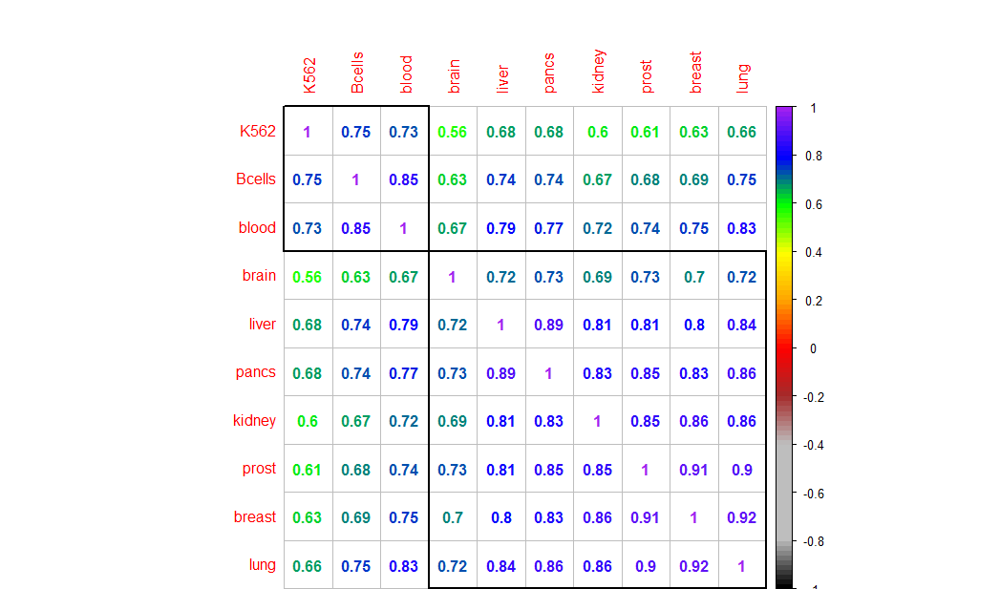 K562 Bcells blood brain liver pancs kidney prost breast lung
K562 1 0.75 0.73 0.56 0.68 0.68 0.6 0.61 0.63 0.66
Bcells 0.75 1 0.85 0.63 0.74 0.74 0.67 0.68 0.69 0.75
blood 0.73 0.85 1 0.67 0.79 0.77 0.72 0.74 0.75 0.83
brain 0.56 0.63 0.67 1 0.72 0.73 0.69 0.73 0.7 0.72
liver 0.68 0.74 0.79 0.72 1 0.89 0.81 0.81 0.8 0.84
pancs 0.68 0.74 0.77 0.73 0.89 1 0.83 0.85 0.83 0.86
kidney 0.6 0.67 0.72 0.69 0.81 0.83 1 0.85 0.86 0.86
prost 0.61 0.68 0.74 0.73 0.81 0.85 0.85 1 0.91 0.9
breast 0.63 0.69 0.75 0.7 0.8 0.83 0.86 0.91 1 0.92
lung 0.66 0.75 0.83 0.72 0.84 0.86 0.86 0.9 0.92 1
1
0.8
0.6
0.4
0.2
0
-0.2
-0.4
-0.6
-0.8
-1